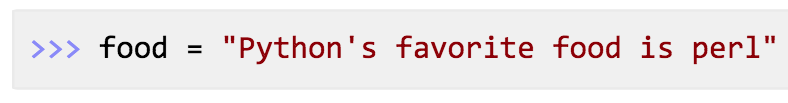 >>> food = "Python's favorite food is perl"